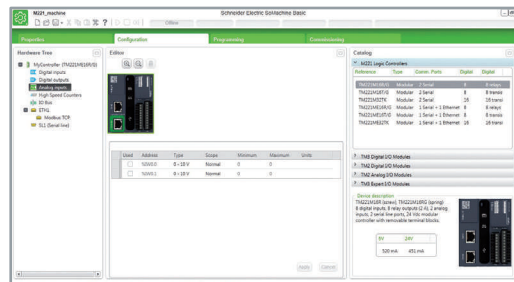 M221_machine
Schneider Electric SoMachine Basic
Offline
Properties
Configuration
Programming
Commissioning
Hardware Tree
MyController (TM221ME16R/G)
Digital inputs
Digital outputs
Analog inputs
High Speed Counters
IO Bus
ETH1
Modbus TCP
SL1 (Serial line)
Editor
Used Address Type Scope Minimum Maximum Units
%IW0.0 0 - 10 V Normal 0 0
%IW0.1 0 - 10 V Normal 0 0
Apply Cancel
Catalog
M221 Logic Controllers
Reference Type Comm. Ports Digital Digital
TM221M16R/G Modular 2 Serial 8 8 relays
TM221M16T/G Modular 2 Serial 8 8 transis
TM221M32TK Modular 2 Serial 16 16 transis
TM221ME16R/G Modular 1 Serial + 1 Ethernet 8 8 relays
TM221ME16T/G Modular 1 Serial + 1 Ethernet 8 8 transis
TM221ME32TK Modular 1 Serial + 1 Ethernet 16 16 transis
TM3 Digital I/O Modules
TM2 Digital I/O Modules
TM2 Analog I/O Modules
TM3 Expert I/O Modules
Device description
TM221M16R (screw), TM221M16RG (spring)
8 digital inputs, 8 relay outputs (2 A), 2 analog
inputs, 2 serial line ports, 24 Vdc modular
controller with removable terminal blocks.
5V 24V
520 mA 451 mA